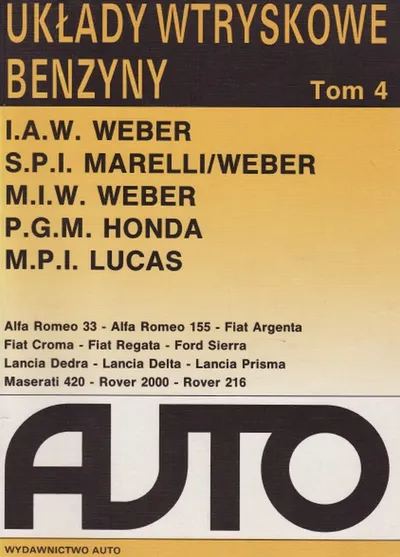 UKŁADY WTRYSKOWE
BENZYNY
Tom 4
I.A.W. WEBER
S.P.I. MARELLI/WEBER
M.I.W. WEBER
P.G.M. HONDA
M.P.I. LUCAS
Alfa Romeo 33 - Alfa Romeo 155 - Fiat Argenta
Fiat Croma - Fiat Regata - Ford Sierra
Lancia Dedra - Lancia Delta - Lancia Prisma
Maserati 420 - Rover 2000 - Rover 216
AUTO
WYDAWNICTWO AUTO